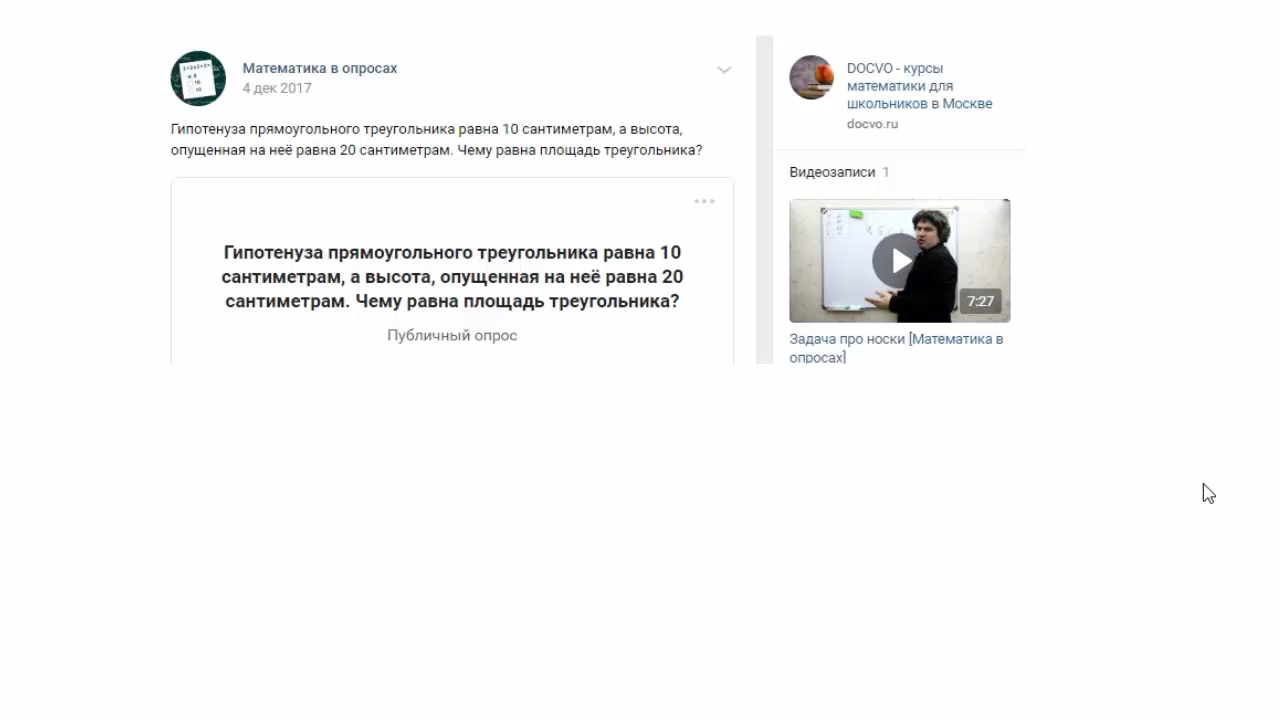 Математика в опросах
4 дек 2017
Гипотенуза прямоугольного треугольника равна 10 сантиметрам, а высота,
опущенная на неё равна 20 сантиметрам. Чему равна площадь треугольника?
Гипотенуза прямоугольного треугольника равна 10
сантиметрам, а высота, опущенная на неё равна 20
сантиметрам. Чему равна площадь треугольника?
Публичный опрос
DOCVO - курсы
математики для
школьников в Москве
docvo.ru
Видеозаписи 1
7:27
Задача про носки [Математика в
опросах]